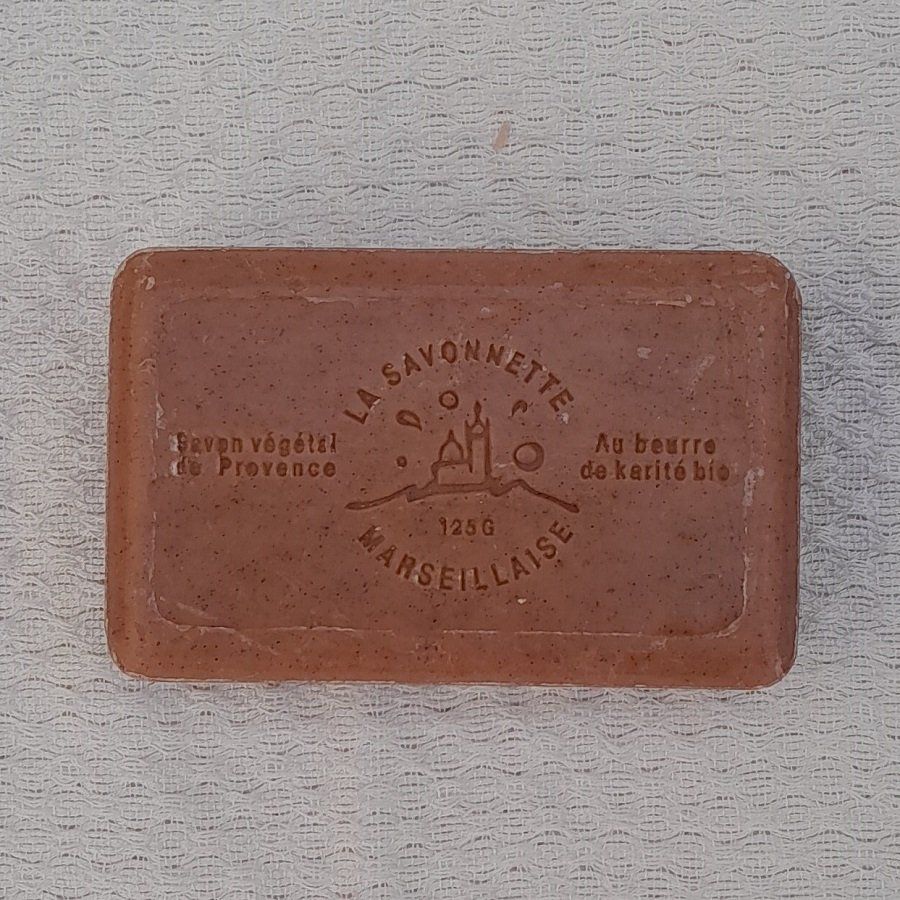 LA SAVONNETTE
Savon végétal
de Provence
Au beurre
de karité bio
125G
MARSEILLAISE